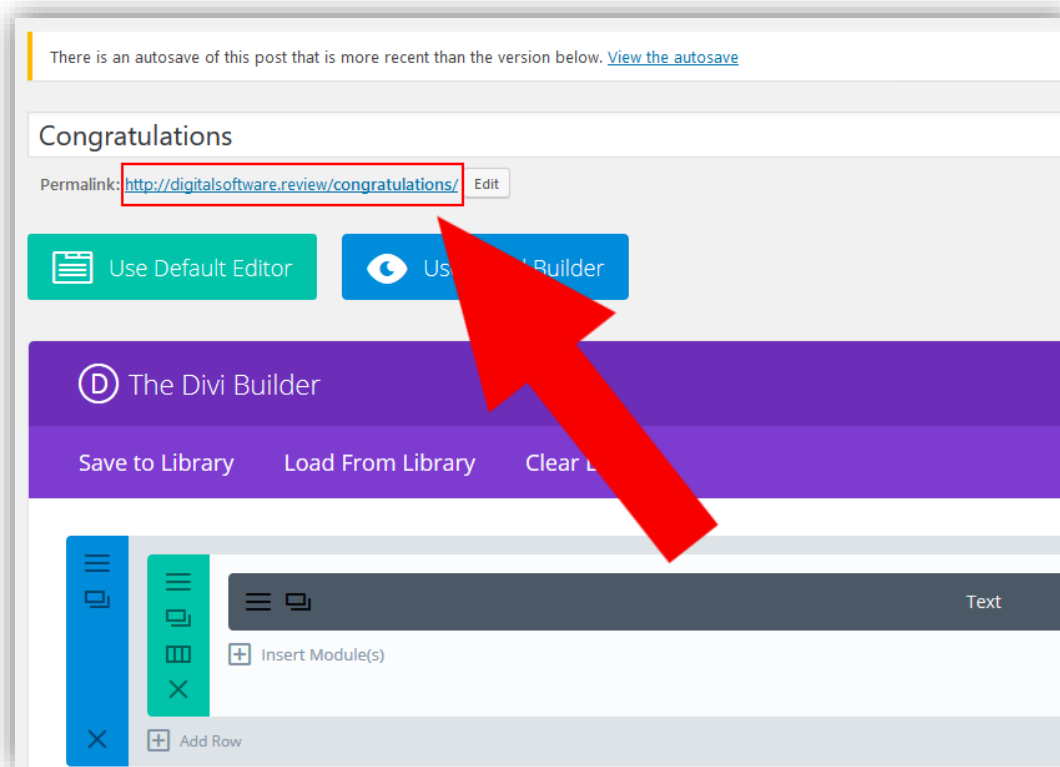 There is an autosave of this post that is more recent than the version below. View the autosave
Congratulations
Permalink: http://digitalsoftware.review/congratulations/ Edit
Use Default Editor
Us Builder
D The Divi Builder
Save to Library Load From Library Clear
Text
Insert Module(s)
Add Row